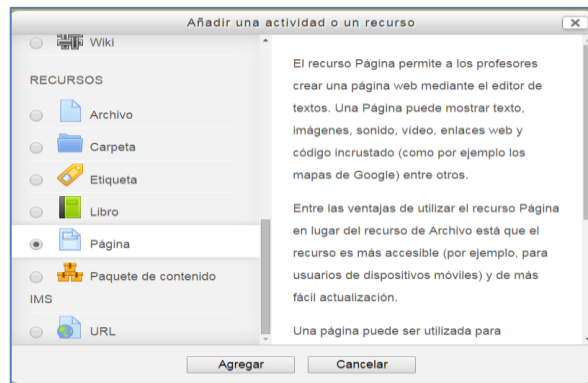 Añadir una actividad o un recurso
Wiki
RECURSOS
Archivo
Carpeta
Etiqueta
Libro
Página
Paquete de contenido
IMS
URL
El recurso Página permite a los profesores
crear una página web mediante el editor de
textos. Una Página puede mostrar texto,
imágenes, sonido, vídeo, enlaces web y
código incrustado (como por ejemplo los
mapas de Google) entre otros.
Entre las ventajas de utilizar el recurso Página
en lugar del recurso de Archivo está que el
recurso es más accesible (por ejemplo, para
usuarios de dispositivos móviles) y de más
fácil actualización.
Una página puede ser utilizada para
Agregar
Cancelar